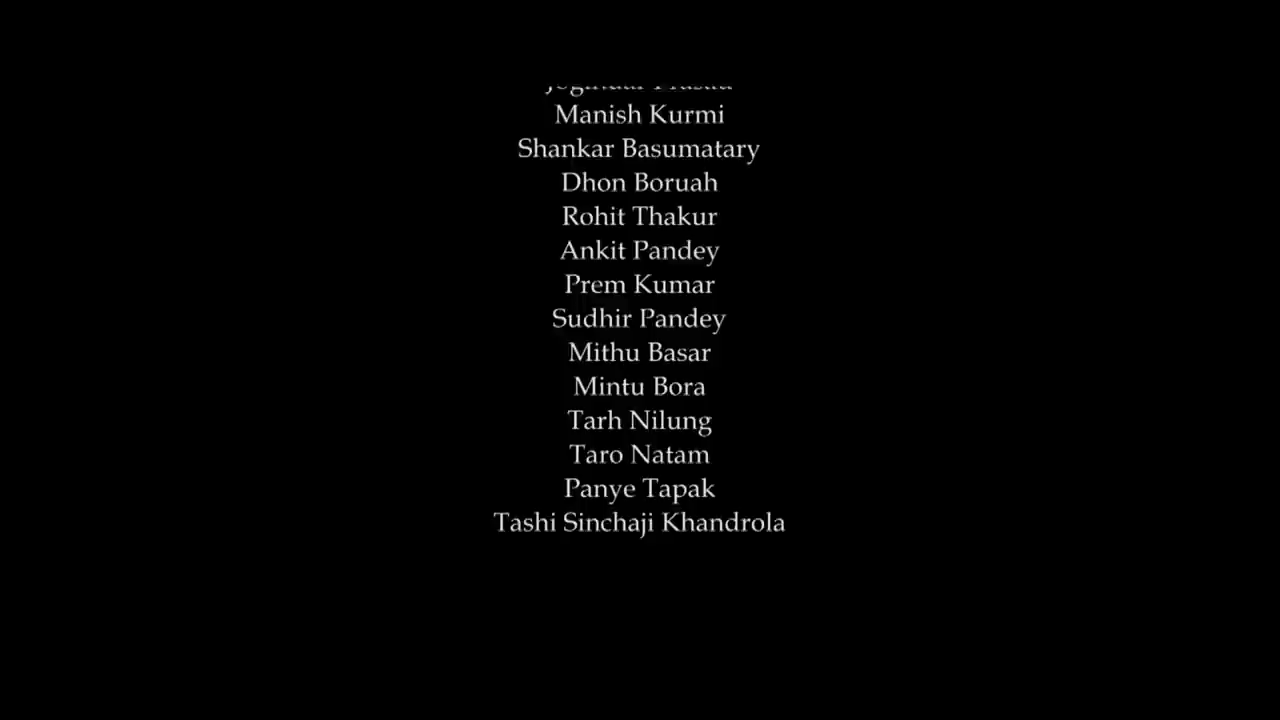 Manish Kurmi
Shankar Basumatary
Dhon Boruah
Rohit Thakur
Ankit Pandey
Prem Kumar
Sudhir Pandey
Mithu Basar
Mintu Bora
Tarh Nilung
Taro Natam
Panye Tapak
Tashi Sinchaji Khandrola